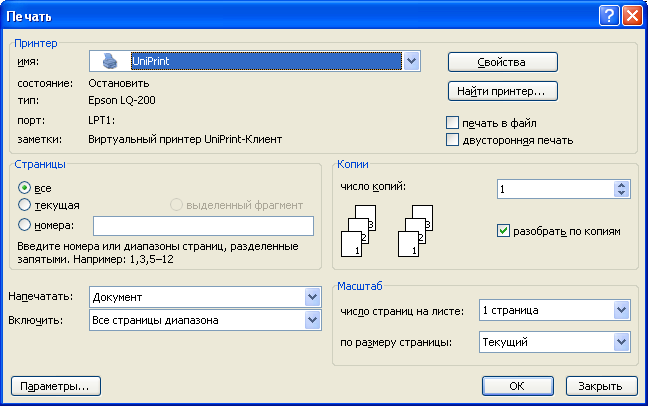 Печать
Принтер
имя: UniPrint
Свойства
состояние: Остановить
тип: Epson LQ-200
Найти принтер...
порт: LPT1:
печать в файл
заметки: Виртуальный принтер UniPrint-Клиент
двусторонняя печать
Страницы
все
текущая
выделенный фрагмент
номера:
Введите номера или диапазоны страниц, разделенные
запятыми. Например: 1,3,5–12
Копии
число копий: 1
3 3
2 2
1 1
разобрать по копиям
Напечатать: Документ
Включить: Все страницы диапазона
Масштаб
число страниц на листе: 1 страница
по размеру страницы: Текущий
Параметры...
ОК
Закрыть